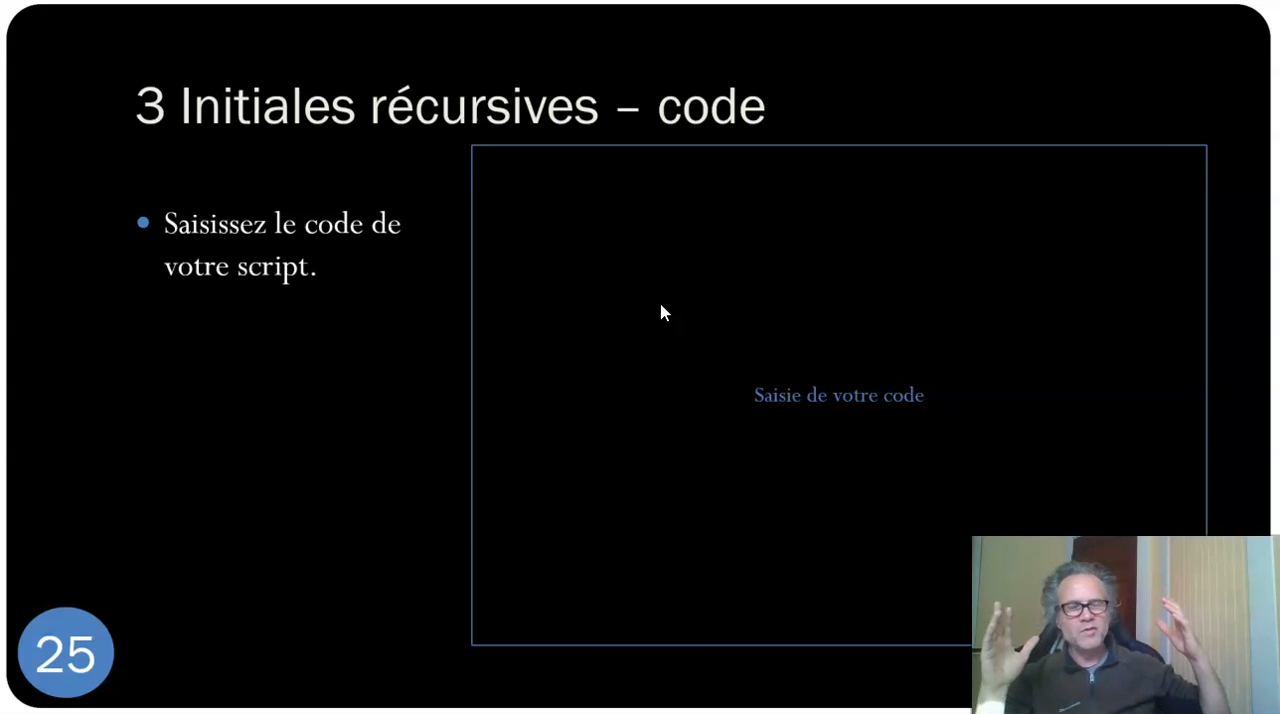 3 Initiales récursives – code
Saisissez le code de
votre script.
Saisie de votre code
25